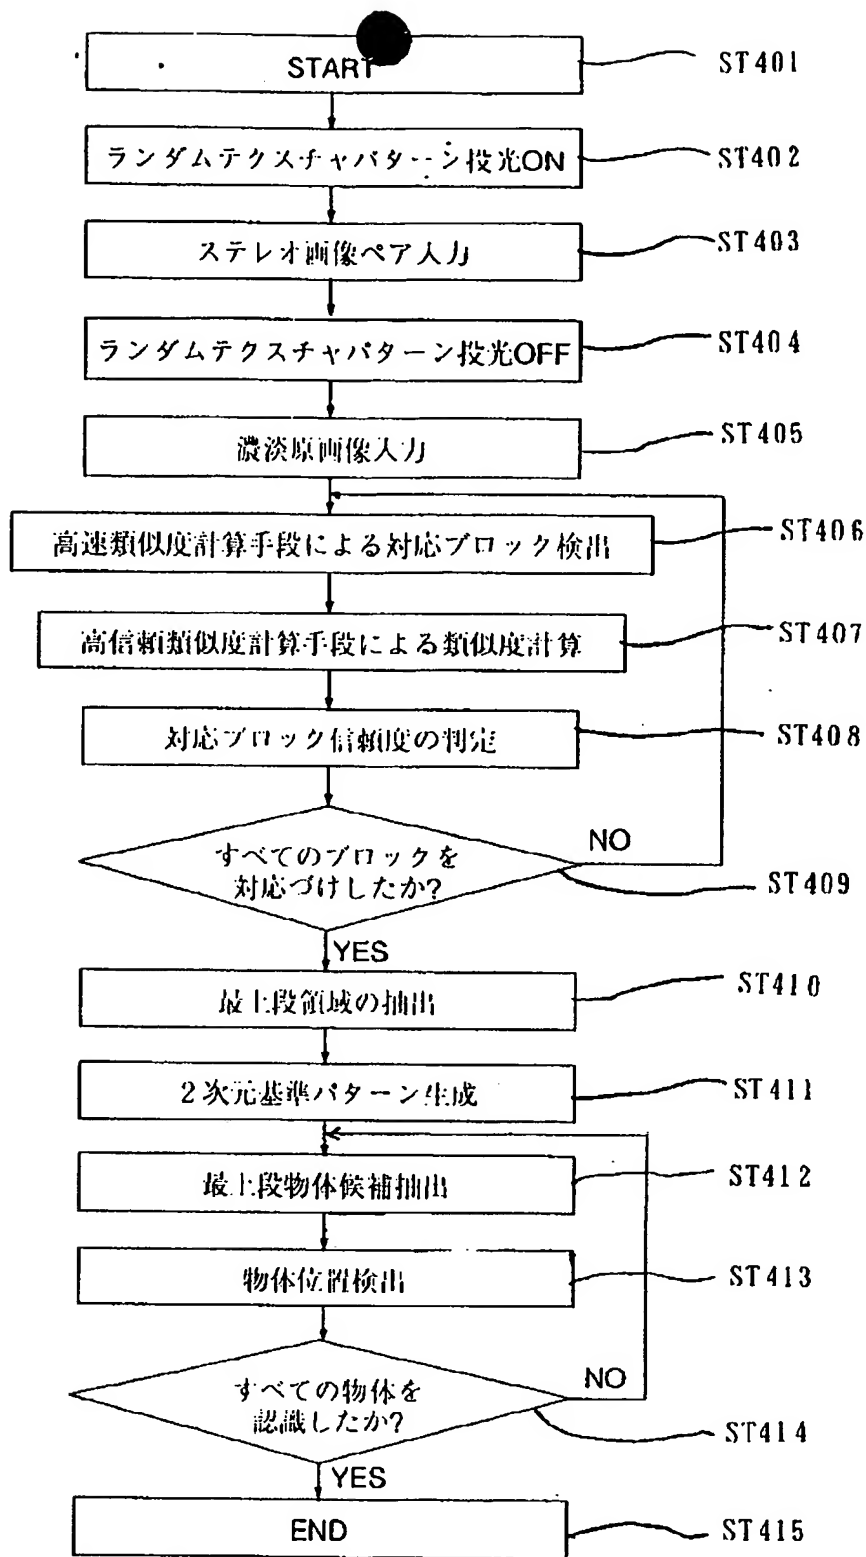 START
ST401
ランダムテクスチャパターン投光ON
ST402
ステレオ画像ペア入力
ST403
ランダムテクスチャパターン投光OFF
ST404
濃淡原画像入力
ST405
高速類似度計算手段による対応ブロック検出
ST406
高信頼類似度計算手段による類似度計算
ST407
対応ブロック信頼度の判定
ST408
すべてのブロックを
対応づけしたか?
NO
ST409
YES
最上段領域の抽出
ST410
2次元基準パターン生成
ST411
最上段物体候補抽出
ST412
物体位置検出
ST413
すべての物体を
認識したか?
NO
ST414
YES
END
ST415